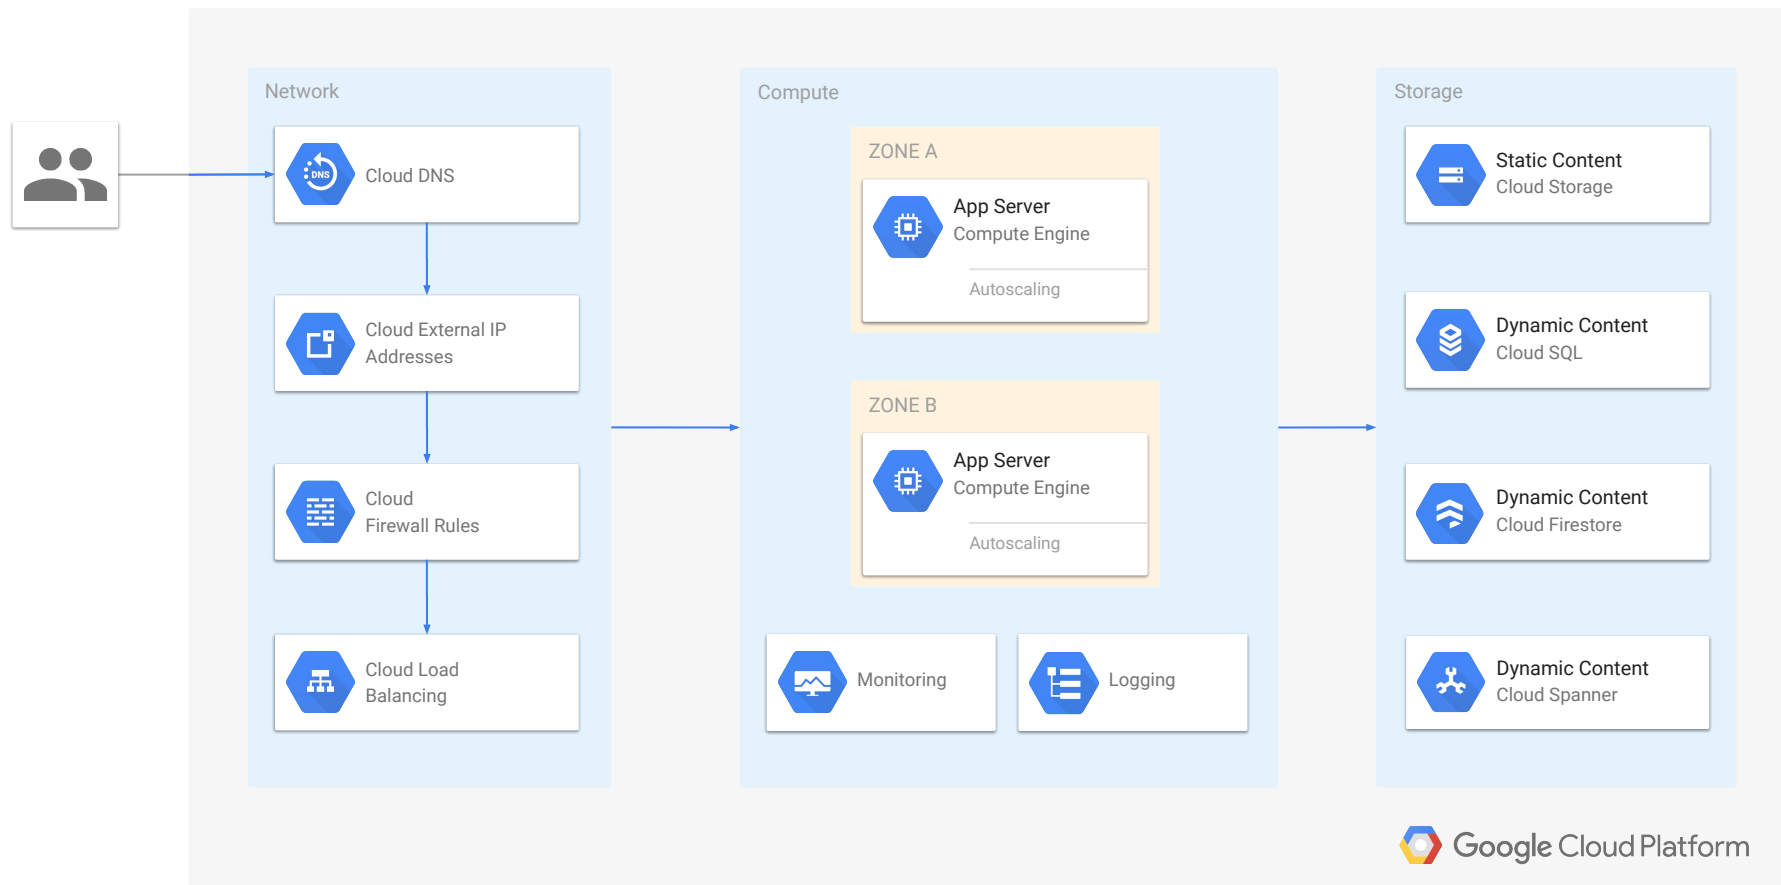 Network
DNS
Cloud DNS
Cloud External IP
Addresses
Cloud
Firewall Rules
Cloud Load
Balancing
Compute
ZONE A
App Server
Compute Engine
Autoscaling
ZONE B
App Server
Compute Engine
Autoscaling
Monitoring
Logging
Storage
Static Content
Cloud Storage
Dynamic Content
Cloud SQL
Dynamic Content
Cloud Firestore
Dynamic Content
Cloud Spanner
Google Cloud Platform